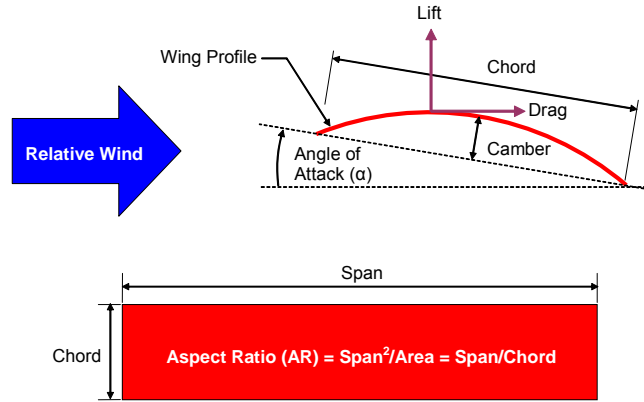 Lift
Wing Profile
Chord
Drag
Relative Wind
Angle of
Attack (α)
Camber
Span
Chord
Aspect Ratio (AR) = Span²/Area = Span/Chord